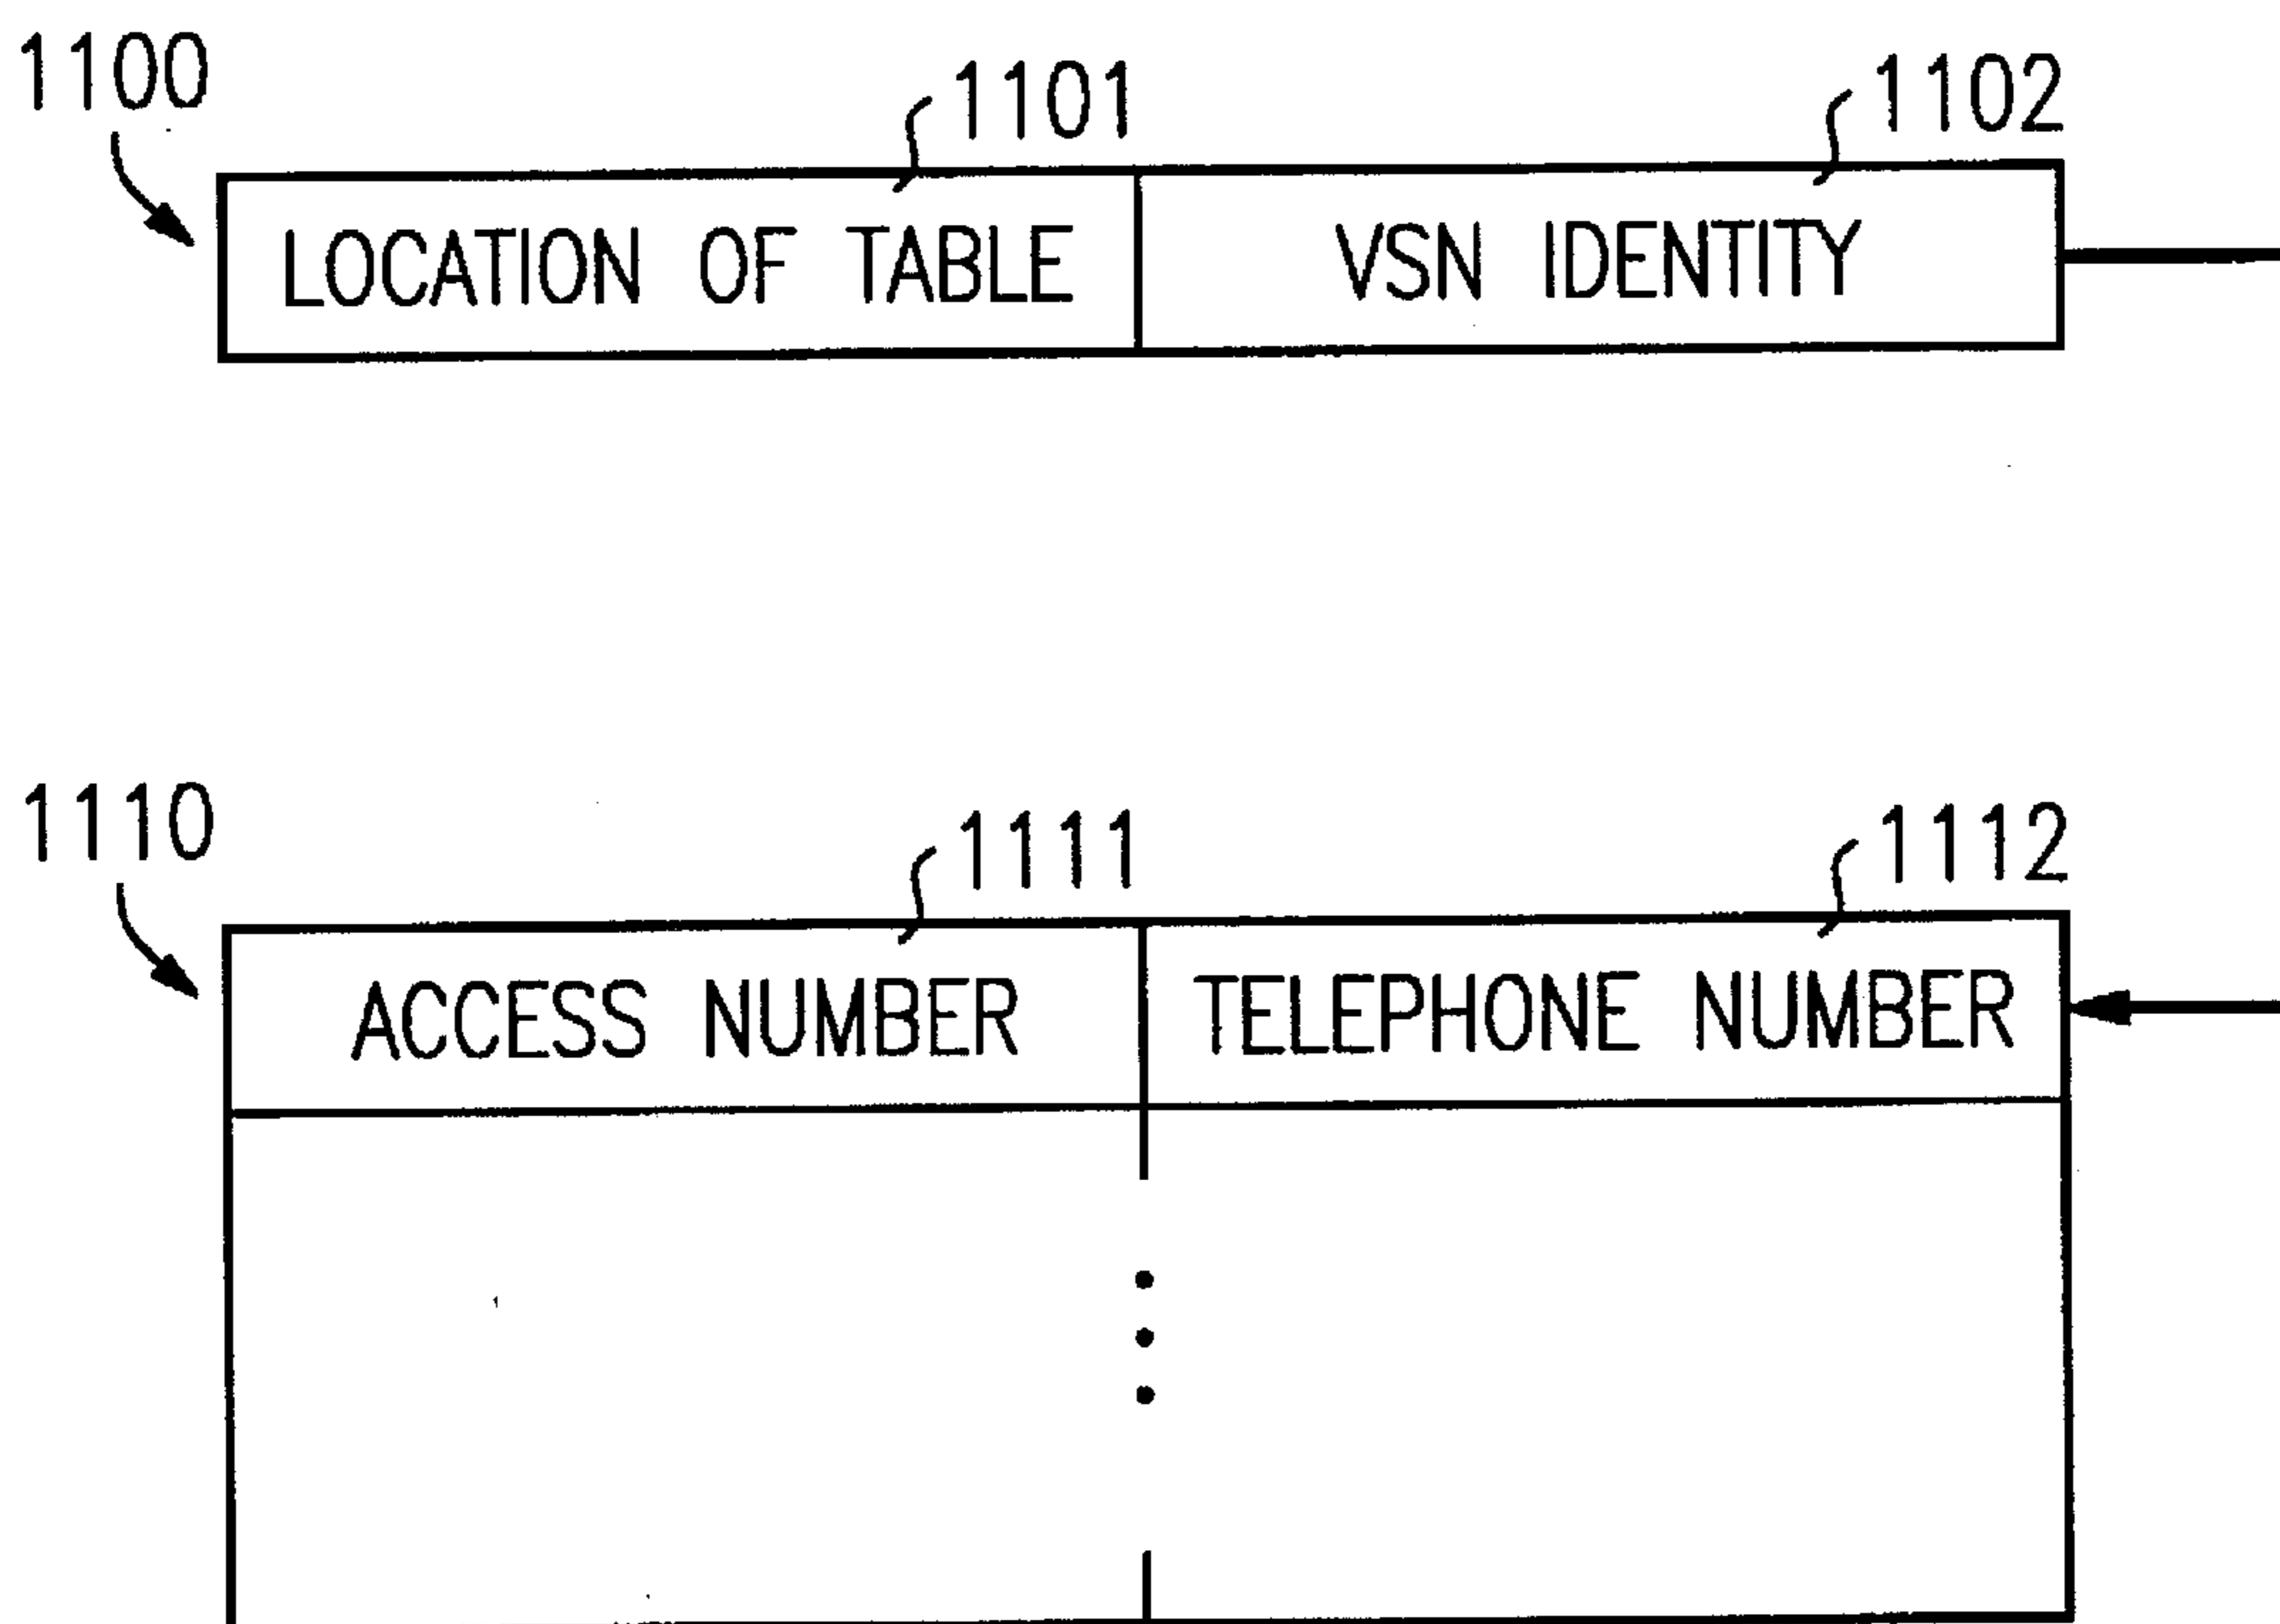 1100
1101
1102
LOCATION OF TABLE
VSN IDENTITY
1110
1111
1112
ACCESS NUMBER
TELEPHONE NUMBER